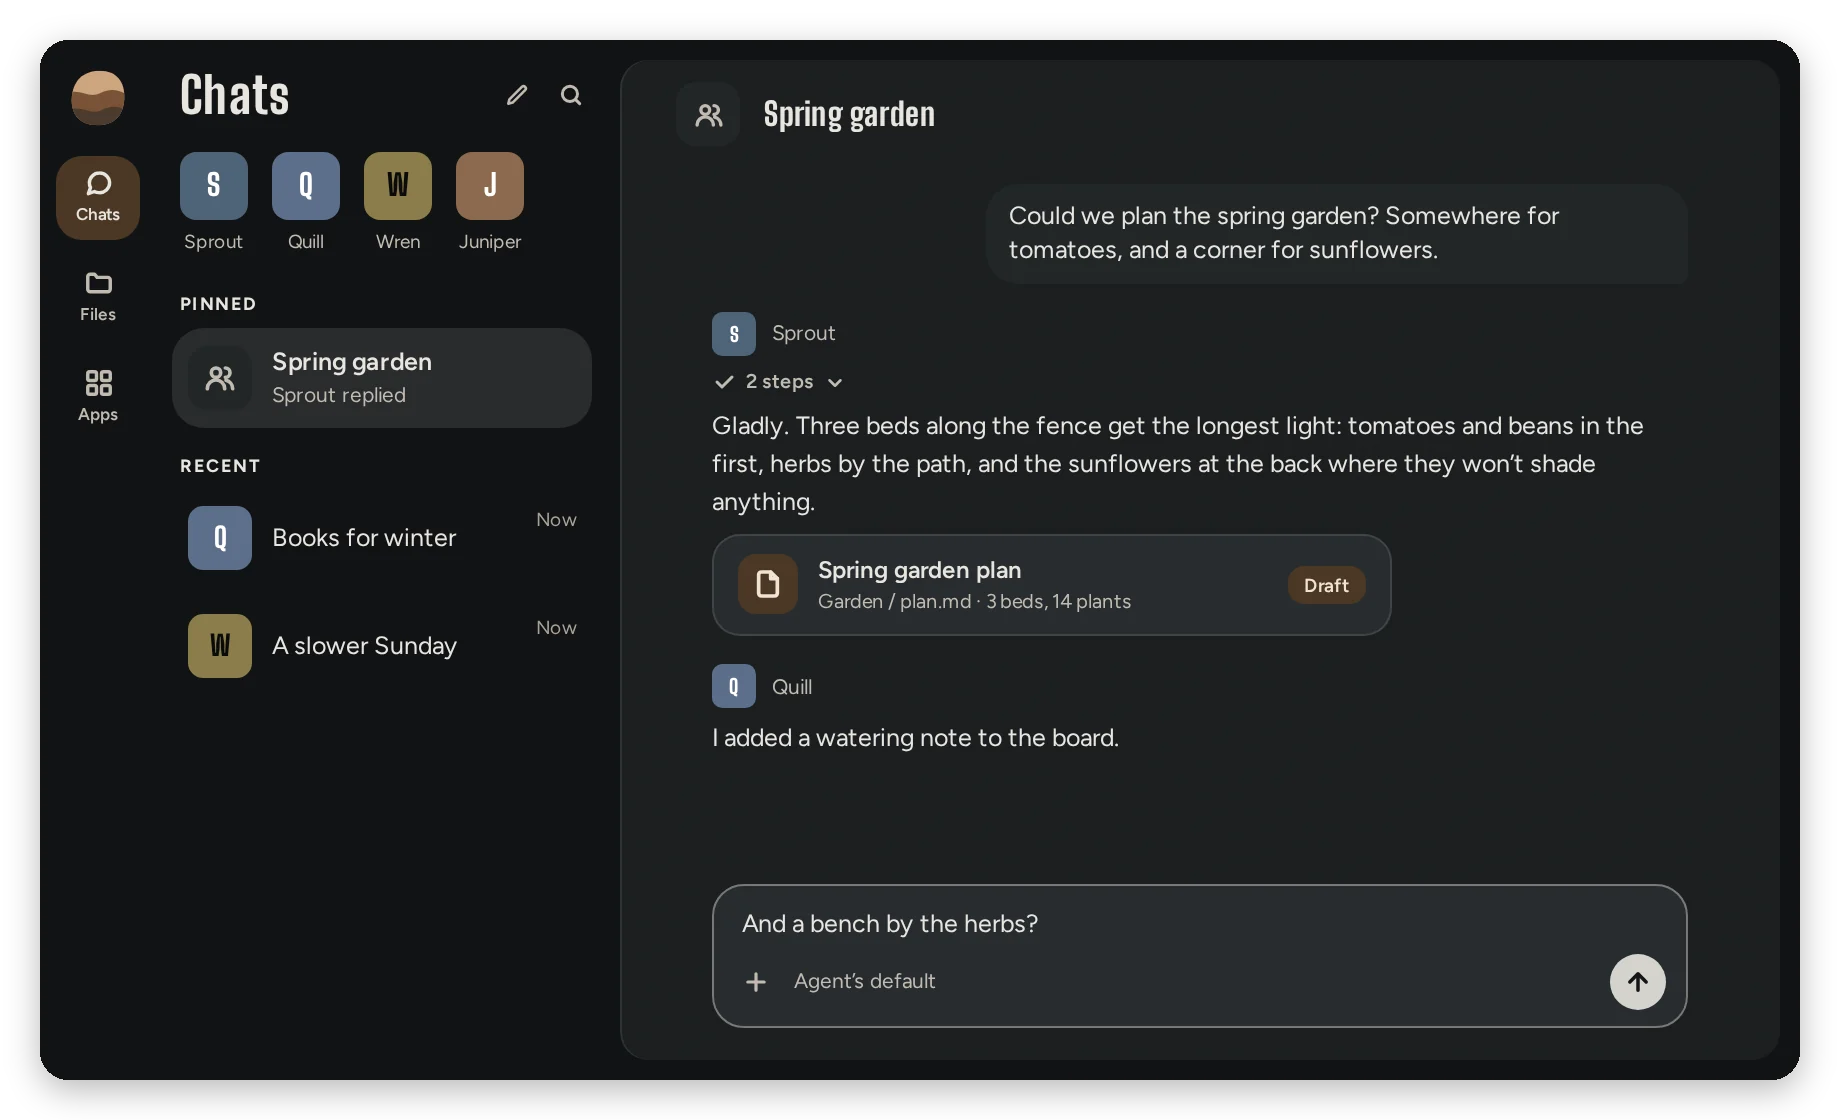 Chats
Chats
Files
Apps
S
Q
W
J
Sprout
Quill
Wren
Juniper
PINNED
Spring garden
Sprout replied
RECENT
Q
Books for winter
Now
W
A slower Sunday
Now
Spring garden
Could we plan the spring garden? Somewhere for
tomatoes, and a corner for sunflowers.
S
Sprout
2 steps
Gladly. Three beds along the fence get the longest light: tomatoes and beans in the
first, herbs by the path, and the sunflowers at the back where they won’t shade
anything.
Spring garden plan
Garden / plan.md · 3 beds, 14 plants
Draft
Q
Quill
I added a watering note to the board.
And a bench by the herbs?
Agent’s default